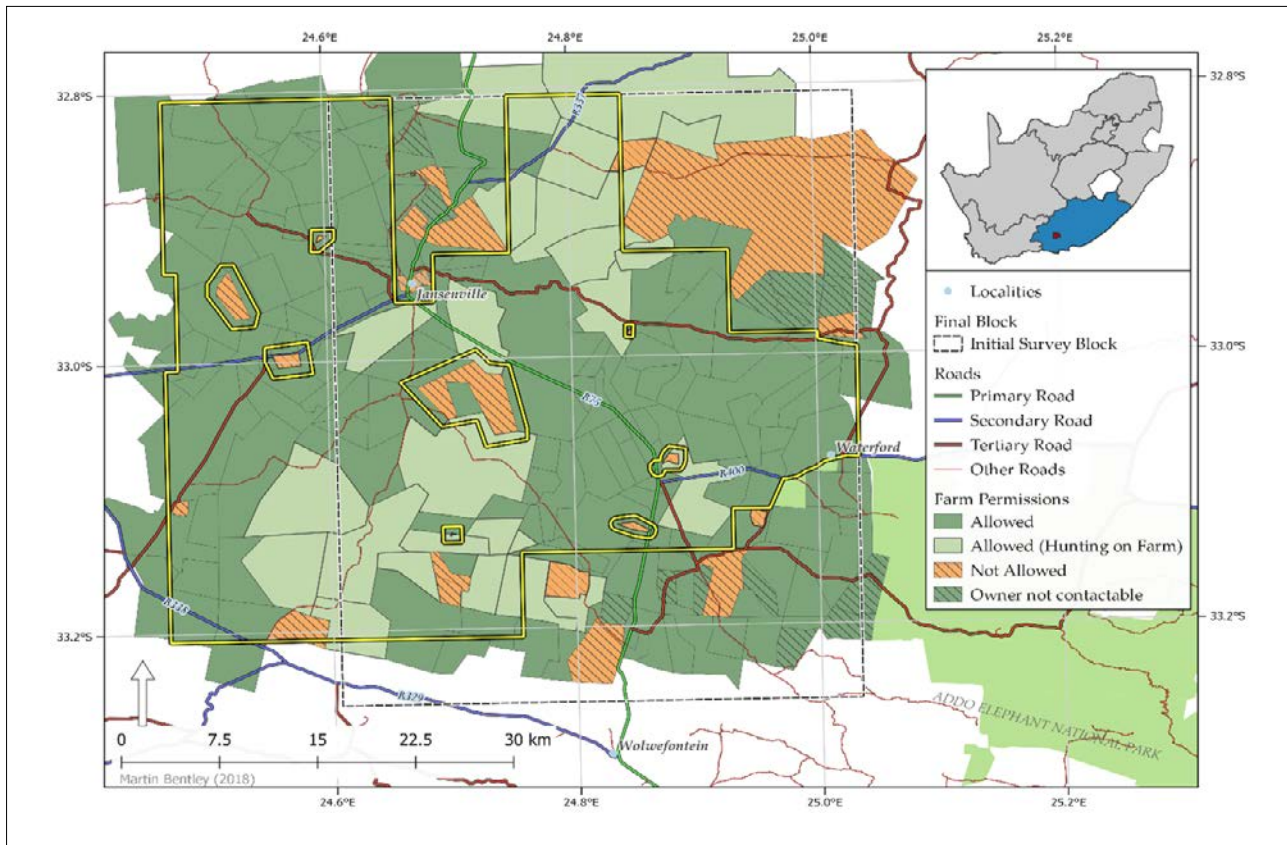 24.6°E 24.8°E 25.0°E 25.2°E
32.8°S 32.8°S
R337
Jansenville
33.0°S 33.0°S
R75
Waterford
R400
33.2°S 33.2°S
R329
ADDO ELEPHANT NATIONAL PARK
Wolwefontein
0 7.5 15 22.5 30 km
Martin Bentley (2018)
24.6°E 24.8°E 25.0°E 25.2°E
Localities
Final Block
Initial Survey Block
Roads
Primary Road
Secondary Road
Tertiary Road
Other Roads
Farm Permissions
Allowed
Allowed (Hunting on Farm)
Not Allowed
Owner not contactable